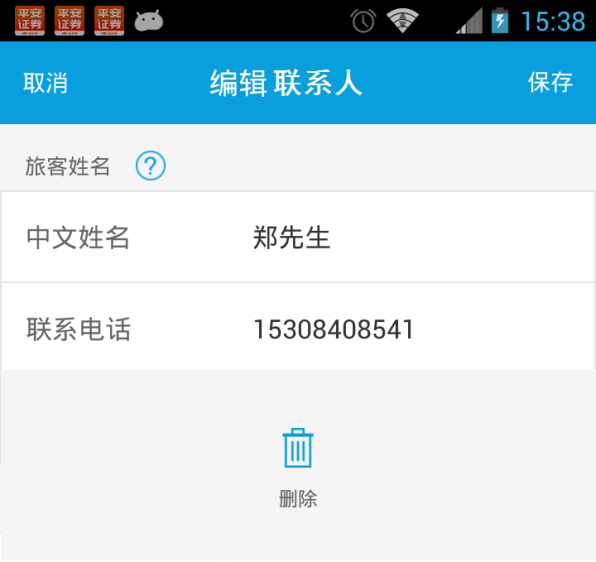 平安证券 平安证券 平安证券 15:38
取消 编辑联系人 保存
旅客姓名 ?
中文姓名 郑先生
联系电话 15308408541
删除